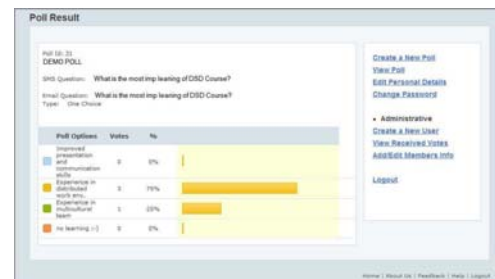 Poll Result
Poll ID: 31
DEMO POLL
SMS Question: What is the most imp leaning of DSD Course?
Email Question: What is the most imp leaning of DSD Course?
Type: One Choice
Poll Options Votes %
Improved
presentation
and
communication
skills
0 0%
Experience in
distributed
work env.
3 75%
Experience in
multicultural
team
1 25%
no learning :-) 0 0%
Create a New Poll
View Poll
Edit Personal Details
Change Password
• Administrative
Create a New User
View Received Votes
Add/Edit Members Info
Logout
Home | About Us | Feedback | Help | Logout